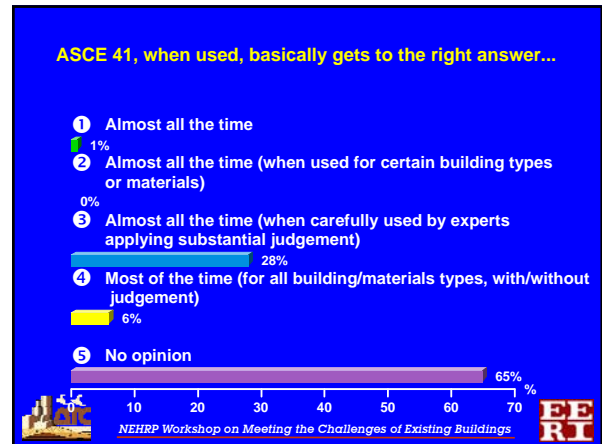 ASCE 41, when used, basically gets to the right answer...
❶ Almost all the time
1%
❷ Almost all the time (when used for certain building types
or materials)
0%
❸ Almost all the time (when carefully used by experts
applying substantial judgement)
28%
❹ Most of the time (for all building/materials types, with/without
judgement)
6%
❺ No opinion
65%
%
0 10 20 30 40 50 60 70
ATC
NEHRP Workshop on Meeting the Challenges of Existing Buildings
EE
RI